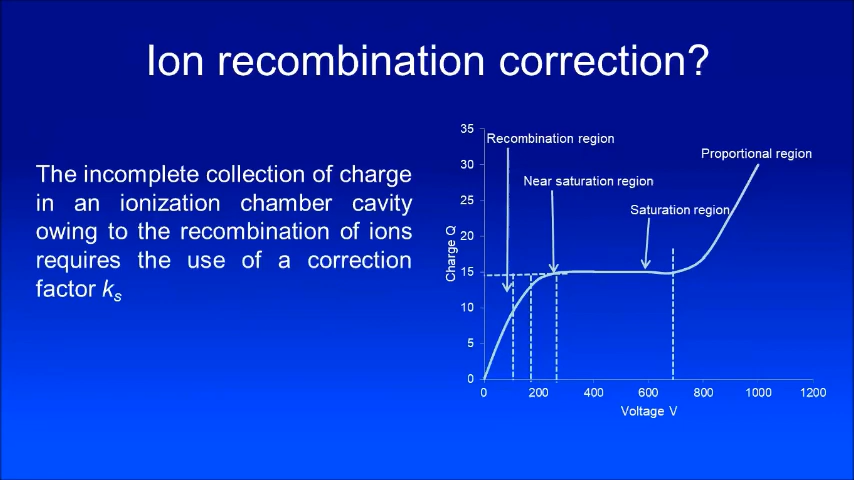 Ion recombination correction?
The incomplete collection of charge
in an ionization chamber cavity
owing to the recombination of ions
requires the use of a correction
factor ks
35
30
25
20
15
10
5
0
Charge Q
Recombination region
Near saturation region
Saturation region
Proportional region
0 200 400 600 800 1000 1200
Voltage V